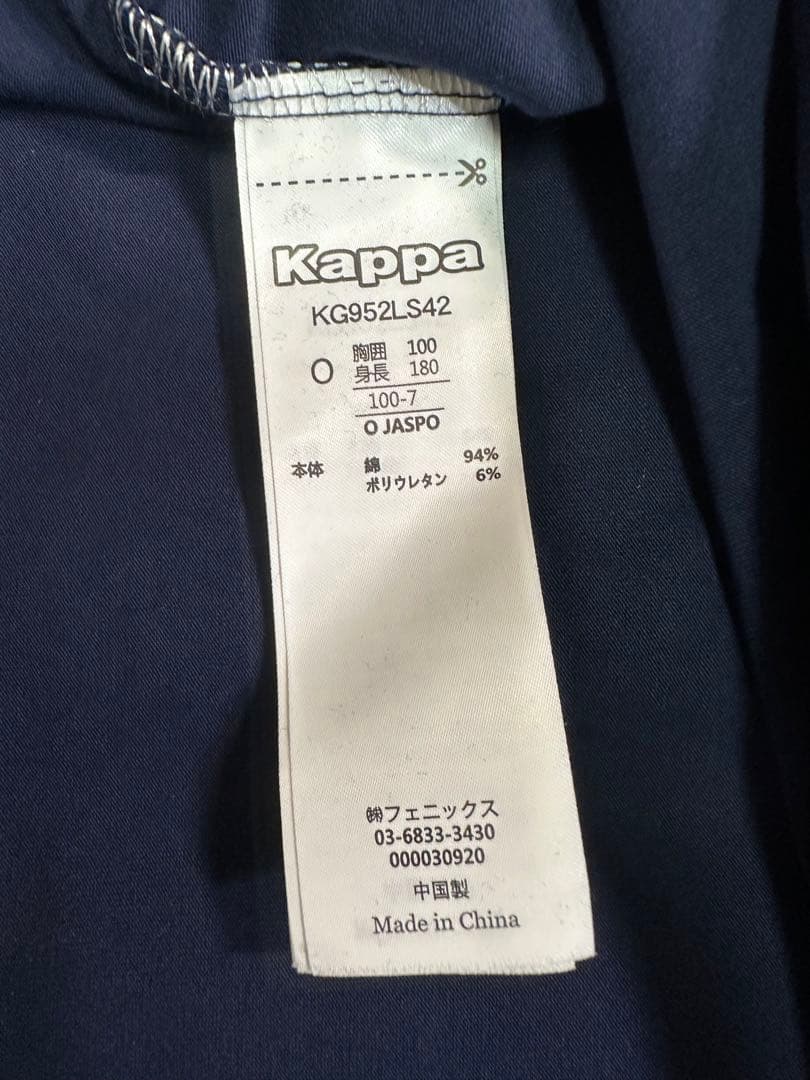 Kappa
KG952LS42
O 胸囲 100
身長 180
100-7
O JASPO
本体 綿 94%
ポリウレタン 6%
㈱フェニックス
03-6833-3430
000030920
中国製
Made in China